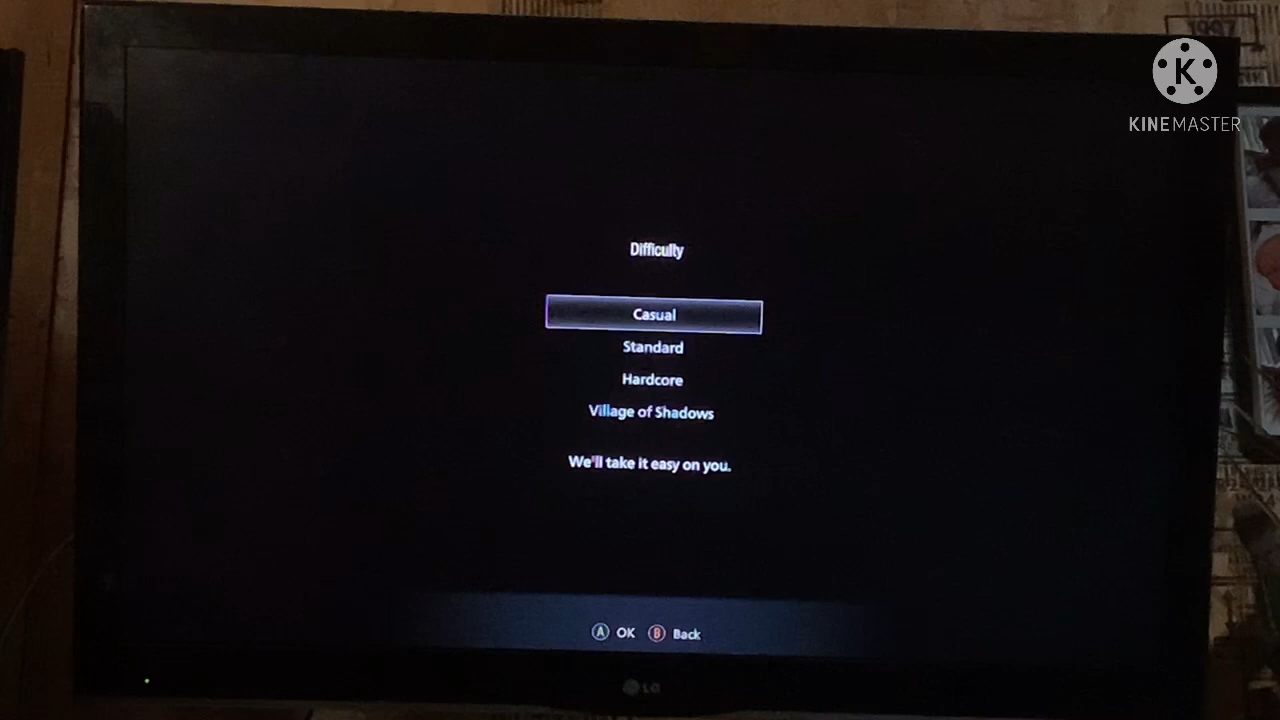 KINEMASTER
Difficulty
Casual
Standard
Hardcore
Village of Shadows
We'll take it easy on you.
A OK B Back
LG